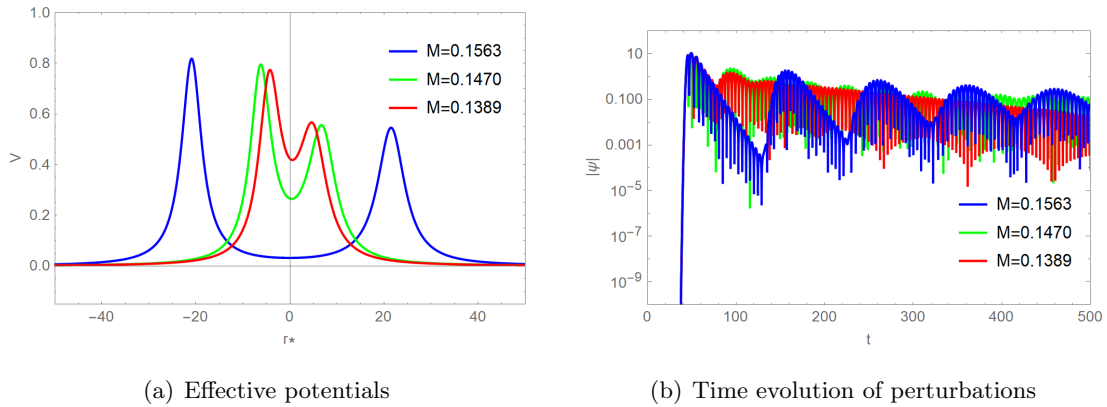 1.0
0.8
0.6
0.4
0.2
0.0
V
−40
−20
0
20
40
r*
M=0.1563
M=0.1470
M=0.1389
(a) Effective potentials
10
0.100
0.001
10⁻⁵
10⁻⁷
10⁻⁹
|ψ|
0
100
200
300
400
500
t
M=0.1563
M=0.1470
M=0.1389
(b) Time evolution of perturbations